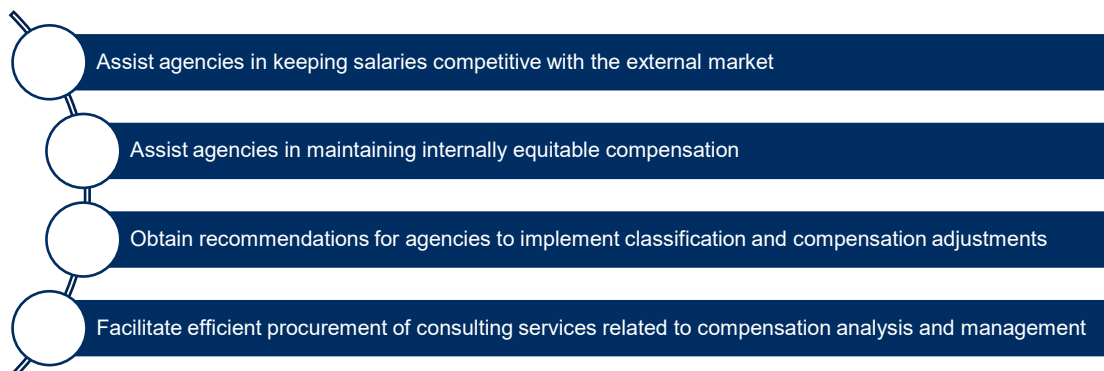 Assist agencies in keeping salaries competitive with the external market
Assist agencies in maintaining internally equitable compensation
Obtain recommendations for agencies to implement classification and compensation adjustments
Facilitate efficient procurement of consulting services related to compensation analysis and management